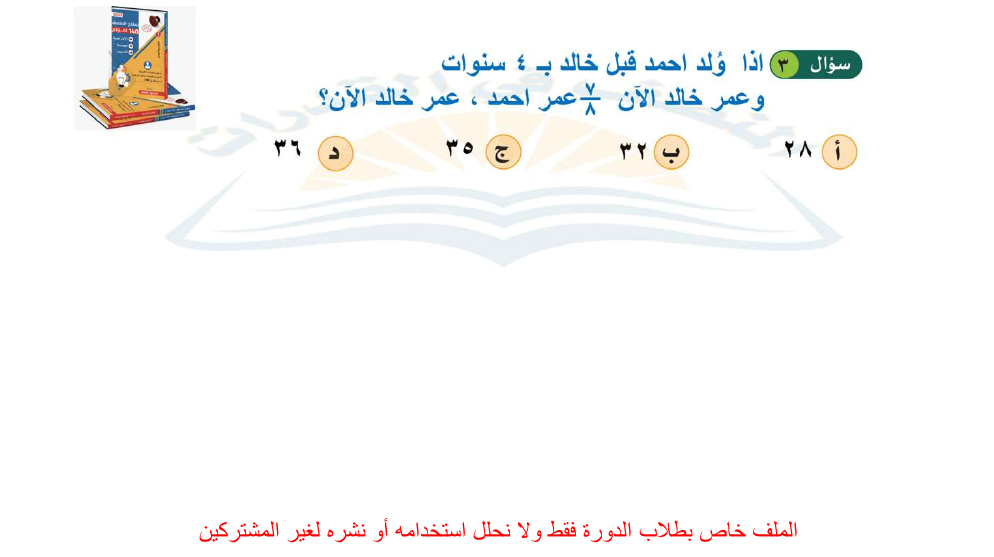 سؤال ٣ اذا وُلد احمد قبل خالد بـ ٤ سنوات
وعمر خالد الآن ٧/٨ عمر احمد ، عمر خالد الآن؟
أ ٢٨ ب ٣٢ ج ٣٥ د ٣٦
الملف خاص بطلاب الدورة فقط ولا نحلل استخدامه أو نشره لغير المشتركين